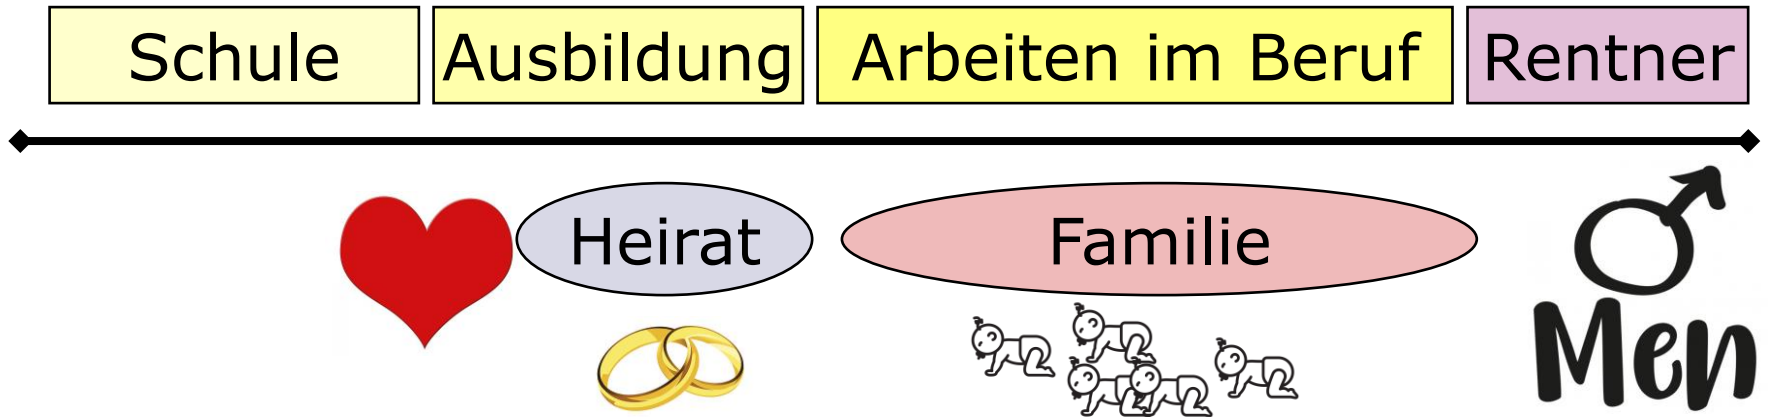 Schule
Ausbildung
Arbeiten im Beruf
Rentner
Heirat
Familie
Men